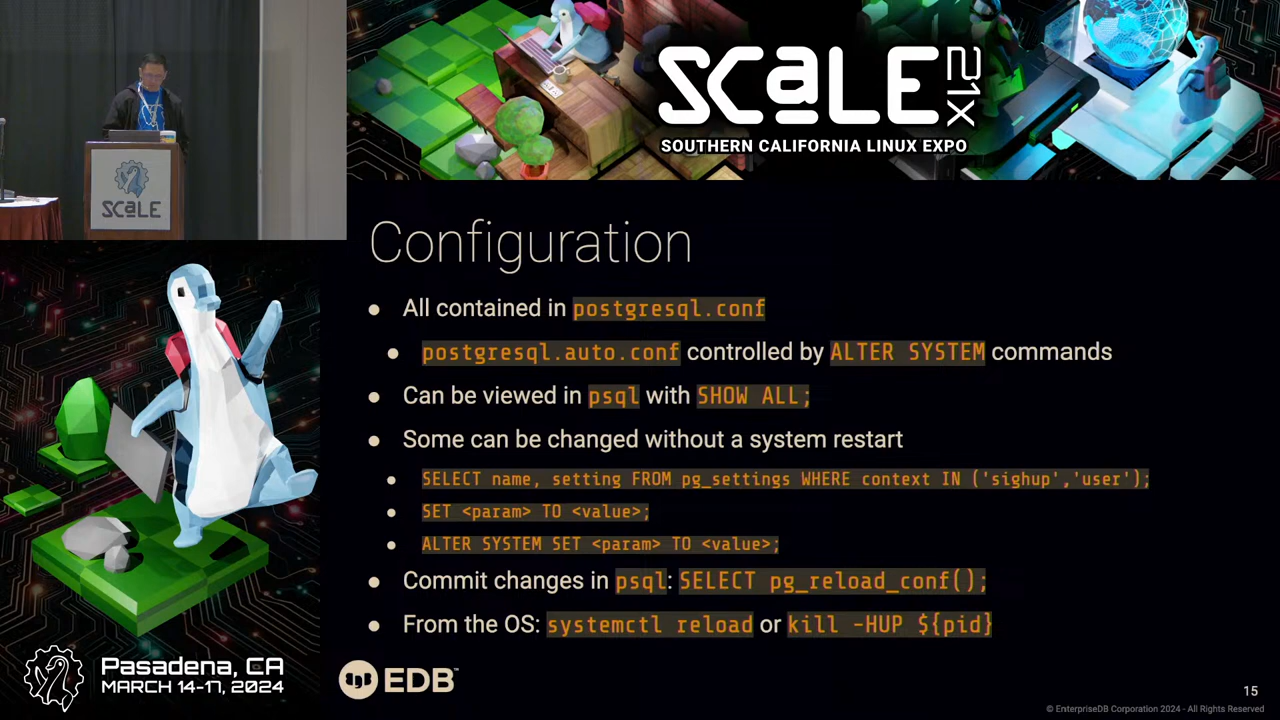 SCaLE 21X
SOUTHERN CALIFORNIA LINUX EXPO
SCaLE
Configuration
• All contained in postgresql.conf
• postgresql.auto.conf controlled by ALTER SYSTEM commands
• Can be viewed in psql with SHOW ALL;
• Some can be changed without a system restart
• SELECT name, setting FROM pg_settings WHERE context IN ('sighup','user');
• SET <param> TO <value>;
• ALTER SYSTEM SET <param> TO <value>;
• Commit changes in psql: SELECT pg_reload_conf();
• From the OS: systemctl reload or kill -HUP ${pid}
Pasadena, CA
MARCH 14-17, 2024
EDB™
15
© EnterpriseDB Corporation 2024 - All Rights Reserved